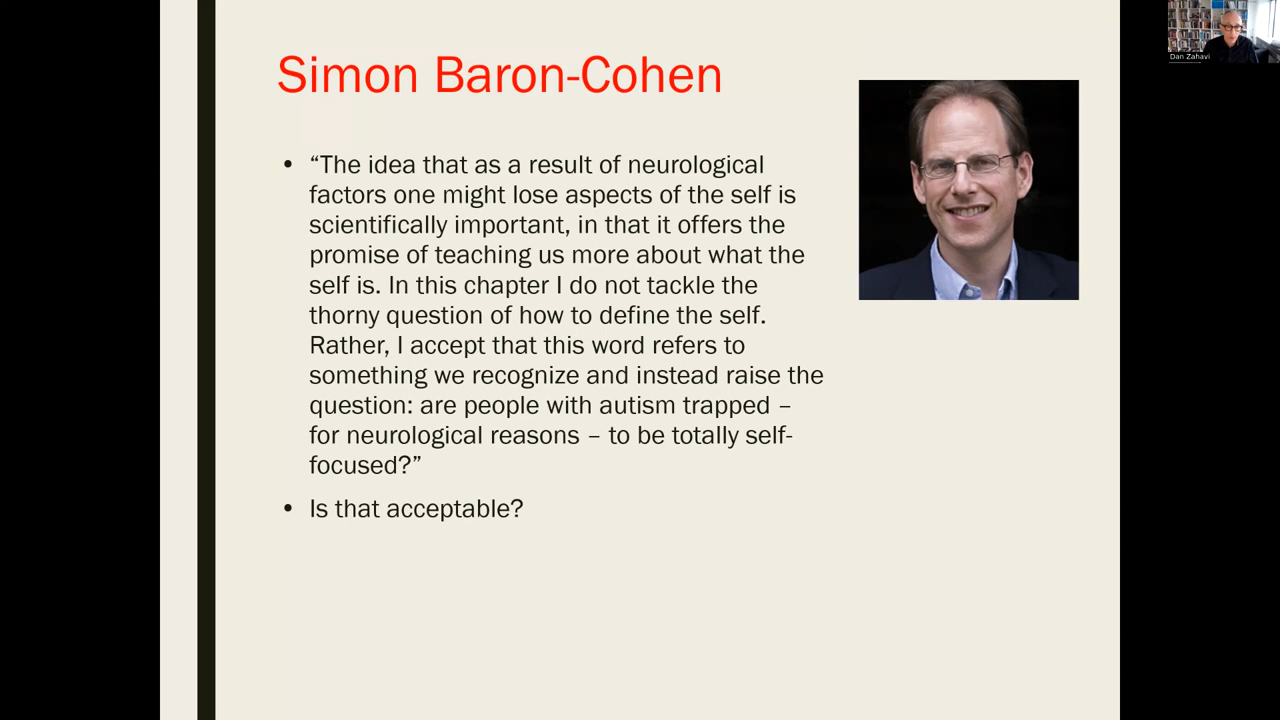 Simon Baron-Cohen
• “The idea that as a result of neurological
factors one might lose aspects of the self is
scientifically important, in that it offers the
promise of teaching us more about what the
self is. In this chapter I do not tackle the
thorny question of how to define the self.
Rather, I accept that this word refers to
something we recognize and instead raise the
question: are people with autism trapped –
for neurological reasons – to be totally self-
focused?”
• Is that acceptable?
Dan Zahavi